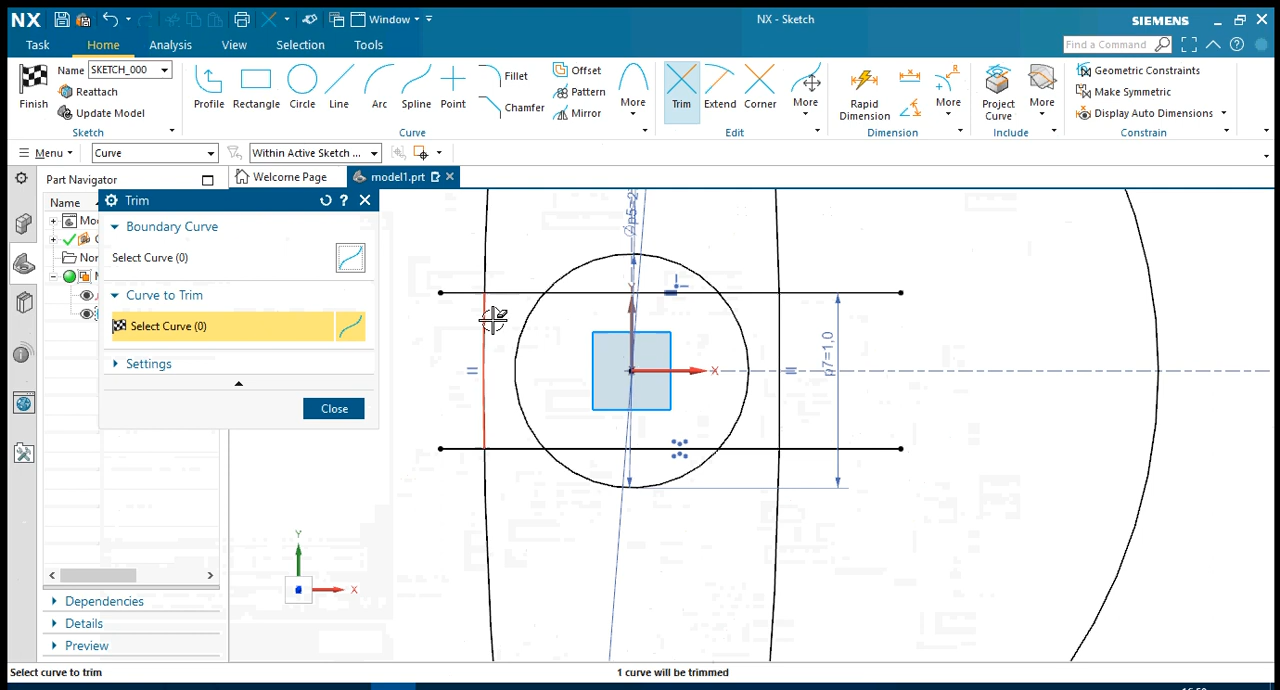 NX Window NX - Sketch SIEMENS
Task Home Analysis View Selection Tools Find a Command
Name SKETCH_000
Reattach
Update Model
Finish
Sketch
Profile Rectangle Circle Line Arc Spline Point
Fillet
Chamfer
Offset
Pattern
Mirror
More
Curve
Trim Extend Corner More
Edit
Rapid
Dimension
More
Dimension
Project
Curve
More
Include
Geometric Constraints
Make Symmetric
Display Auto Dimensions
Constrain
Menu Curve Within Active Sketch ...
Part Navigator Welcome Page model1.prt
Name
Trim
Boundary Curve
Select Curve (0)
Curve to Trim
Select Curve (0)
Settings
Close
Dependencies
Details
Preview
Y
X
X
p7=1,0
Select curve to trim 1 curve will be trimmed